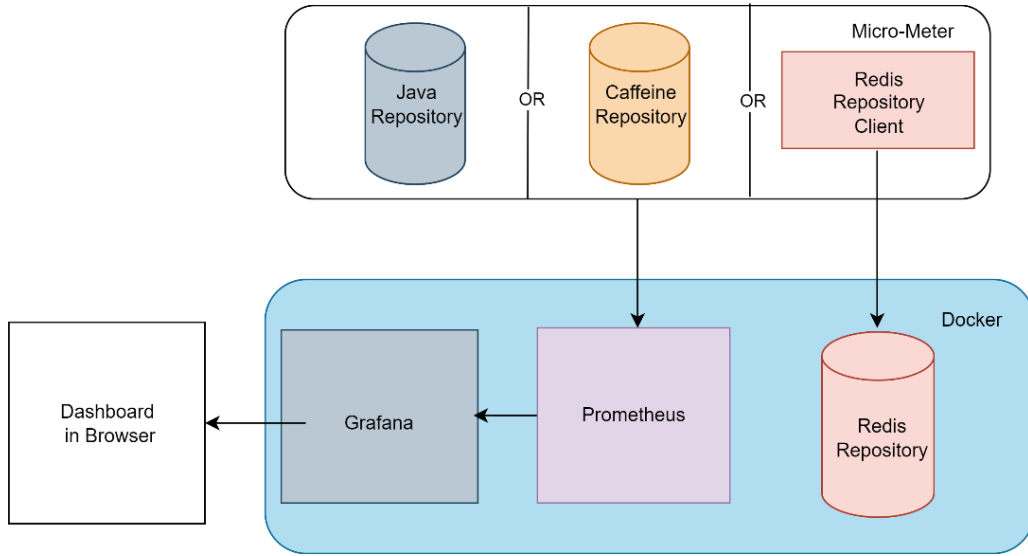 Micro-Meter
Java
Repository
OR
Caffeine
Repository
OR
Redis
Repository
Client
Docker
Dashboard
in Browser
Grafana
Prometheus
Redis
Repository